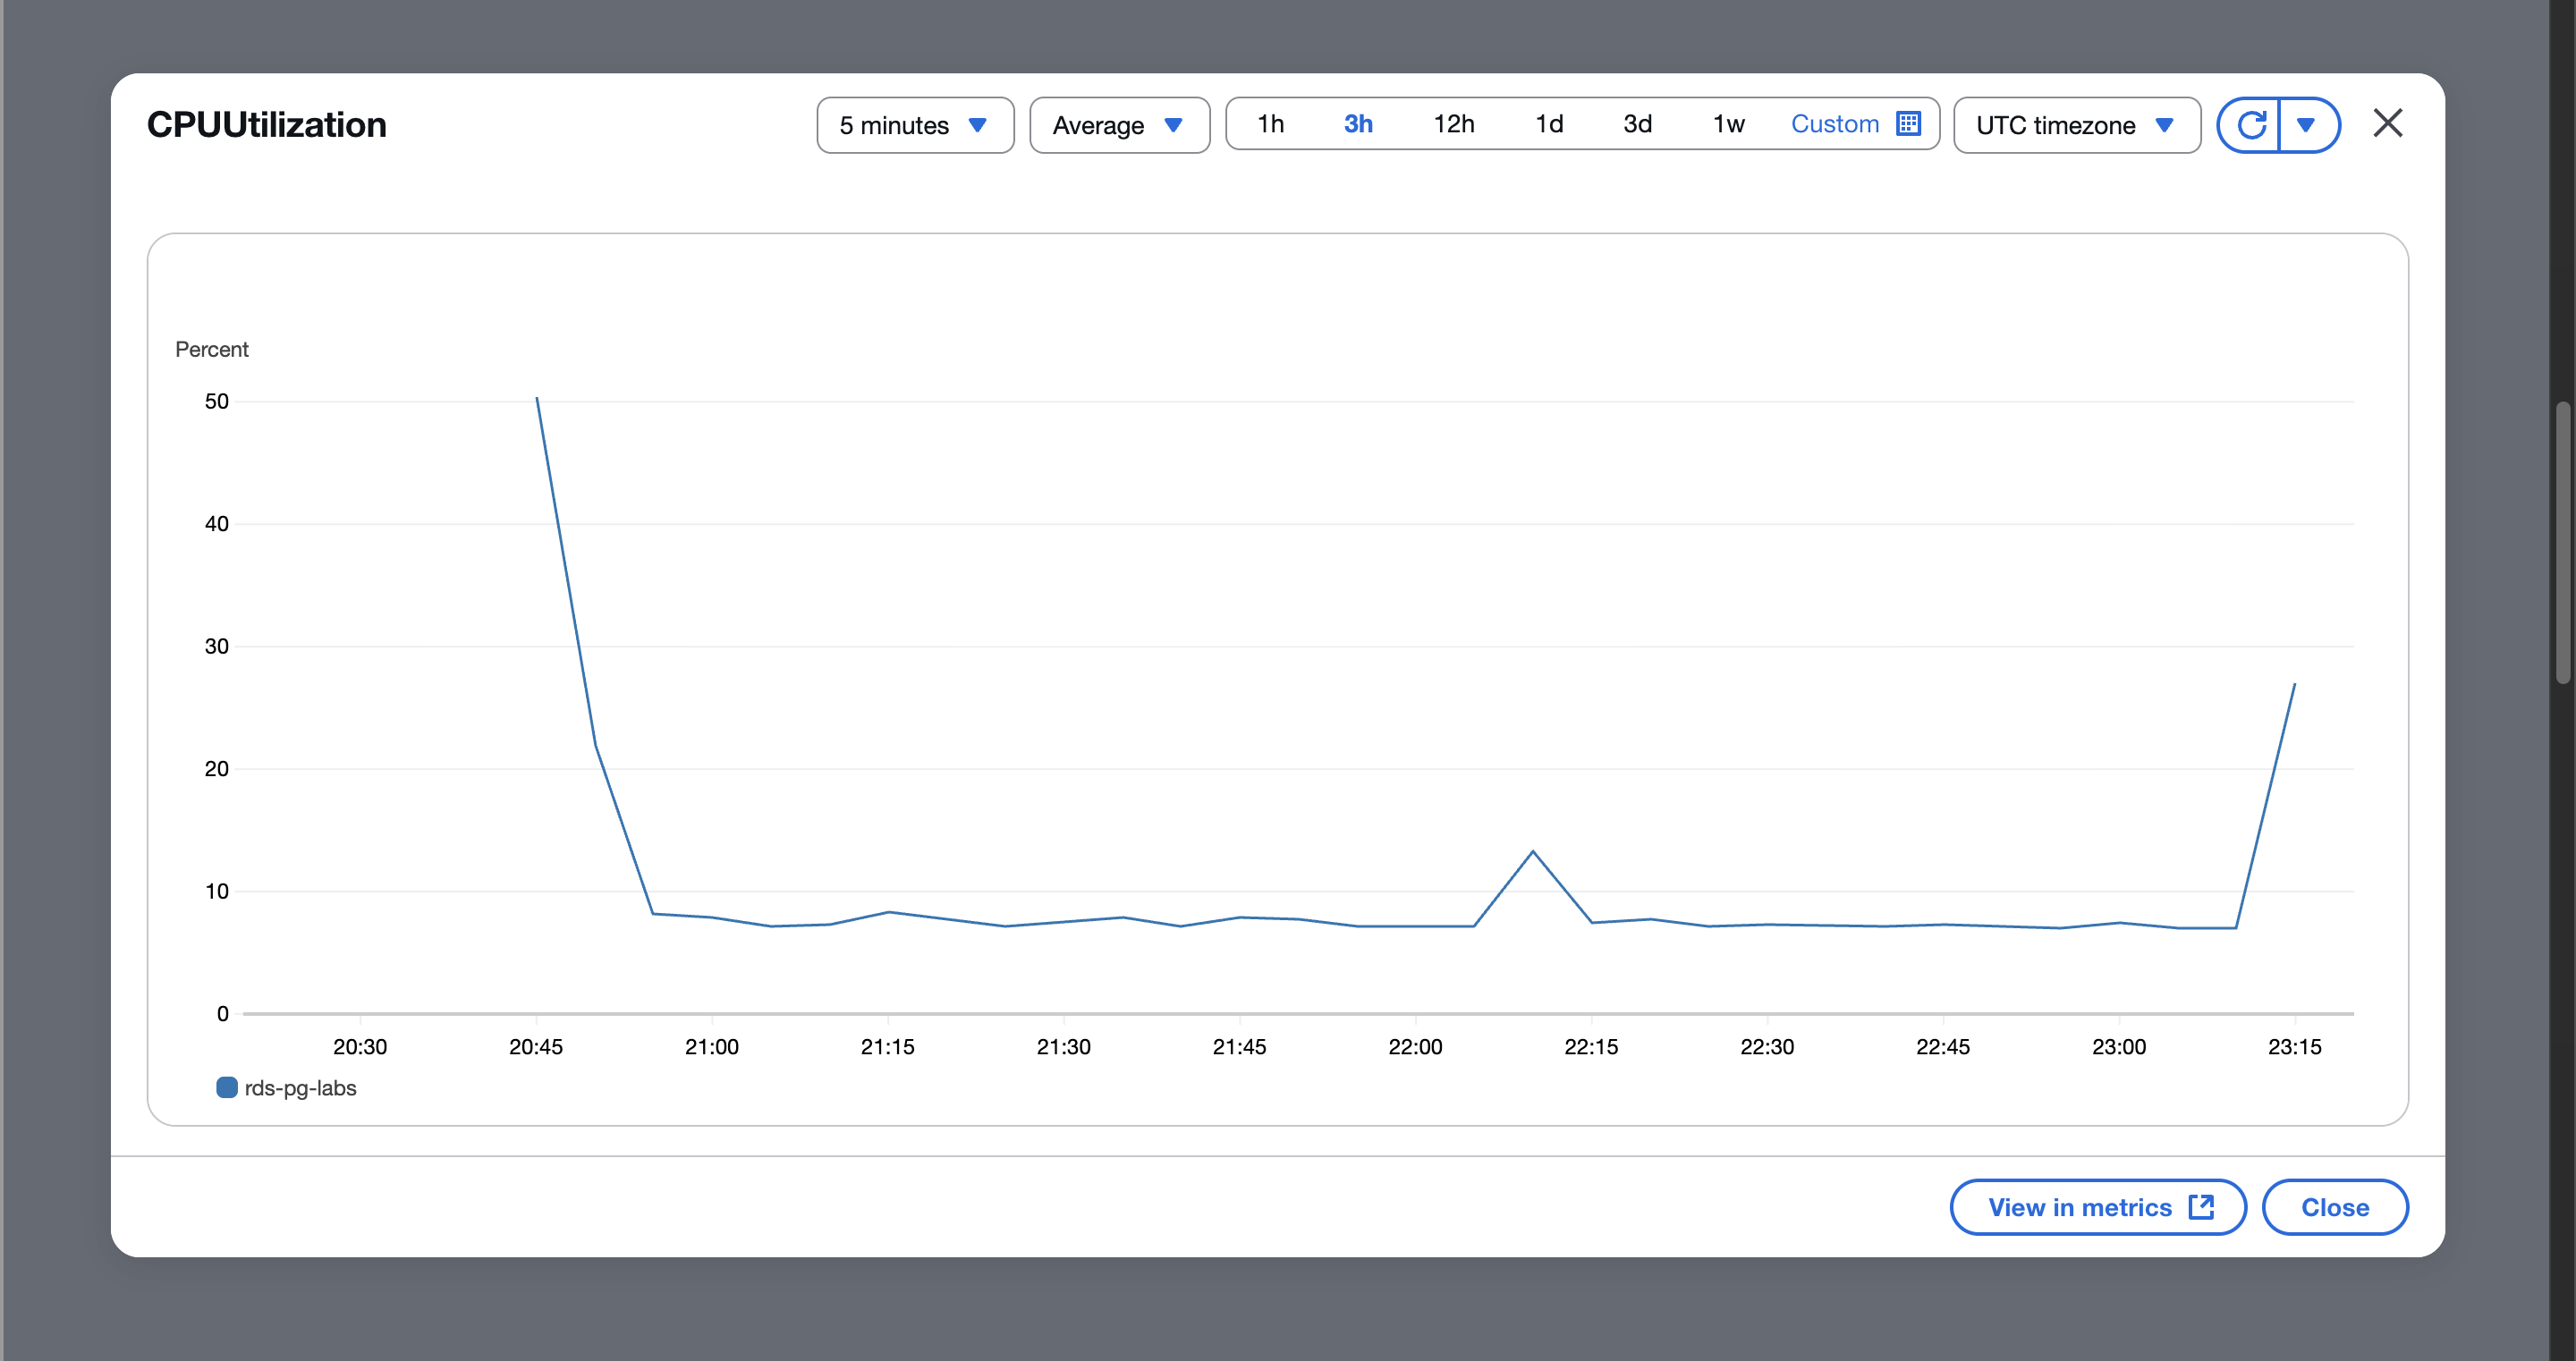 CPUUtilization
5 minutes
Average
1h 3h 12h 1d 3d 1w Custom
UTC timezone
Percent
50
40
30
20
10
0
20:30 20:45 21:00 21:15 21:30 21:45 22:00 22:15 22:30 22:45 23:00 23:15
rds-pg-labs
View in metrics
Close